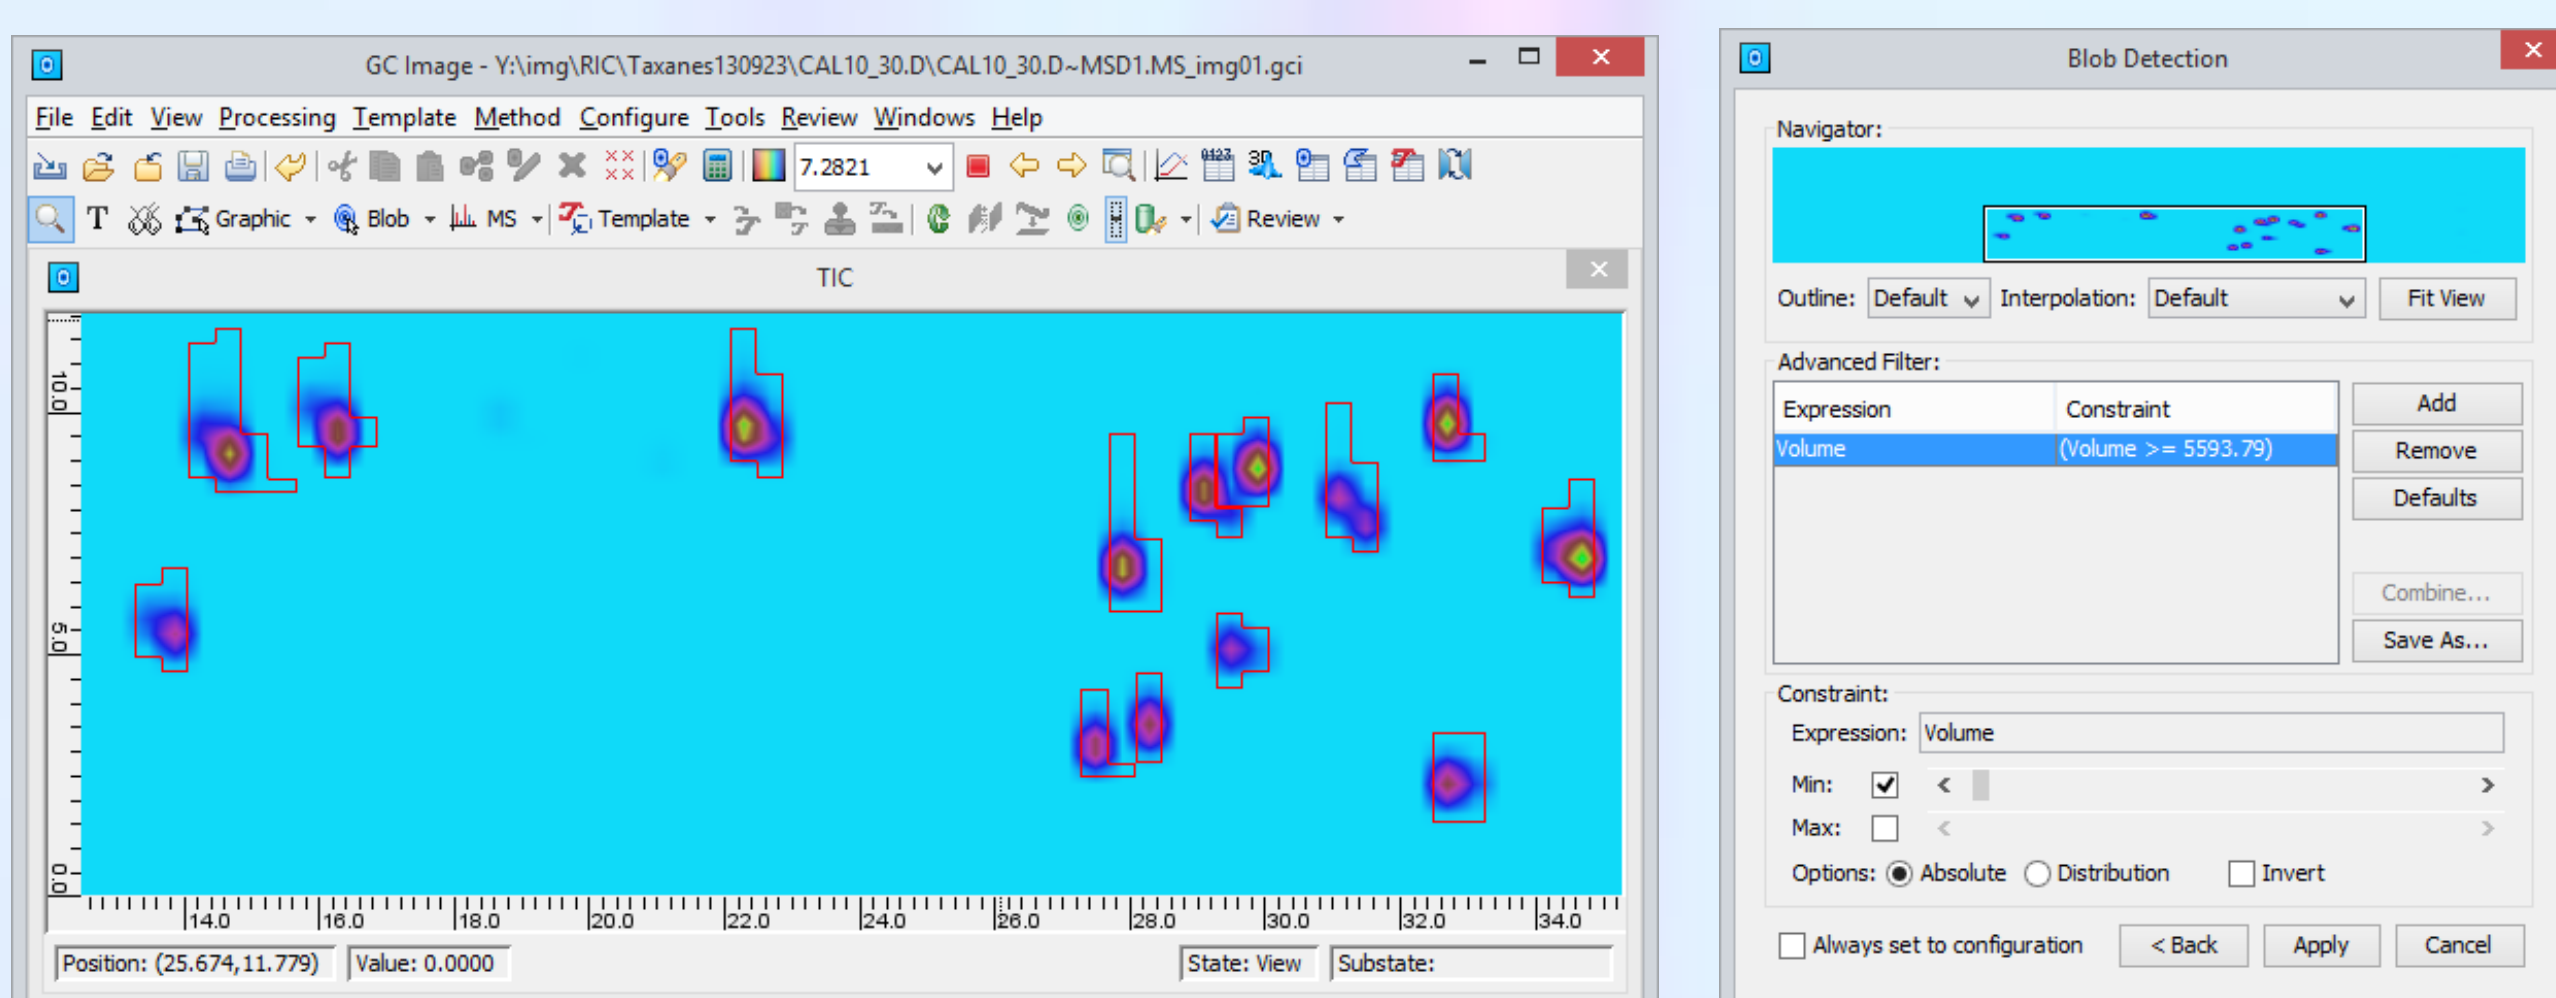 GC Image - Y:\img\RIC\Taxanes130923\CAL10_30.D\CAL10_30.D~MSD1.MS_img01.gci
File Edit View Processing Template Method Configure Tools Review Windows Help
7.2821
0123
3D
T Graphic Blob MS Template Review
TIC
10.0
5.0
0.0
14.0 16.0 18.0 20.0 22.0 24.0 26.0 28.0 30.0 32.0 34.0
Position: (25.674,11.779) Value: 0.0000 State: View Substate:
Blob Detection
Navigator:
Outline: Default Interpolation: Default Fit View
Advanced Filter:
Expression Constraint Add
Volume (Volume >= 5593.79) Remove
Defaults
Combine...
Save As...
Constraint:
Expression: Volume
Min:
Max:
Options: Absolute Distribution Invert
Always set to configuration < Back Apply Cancel